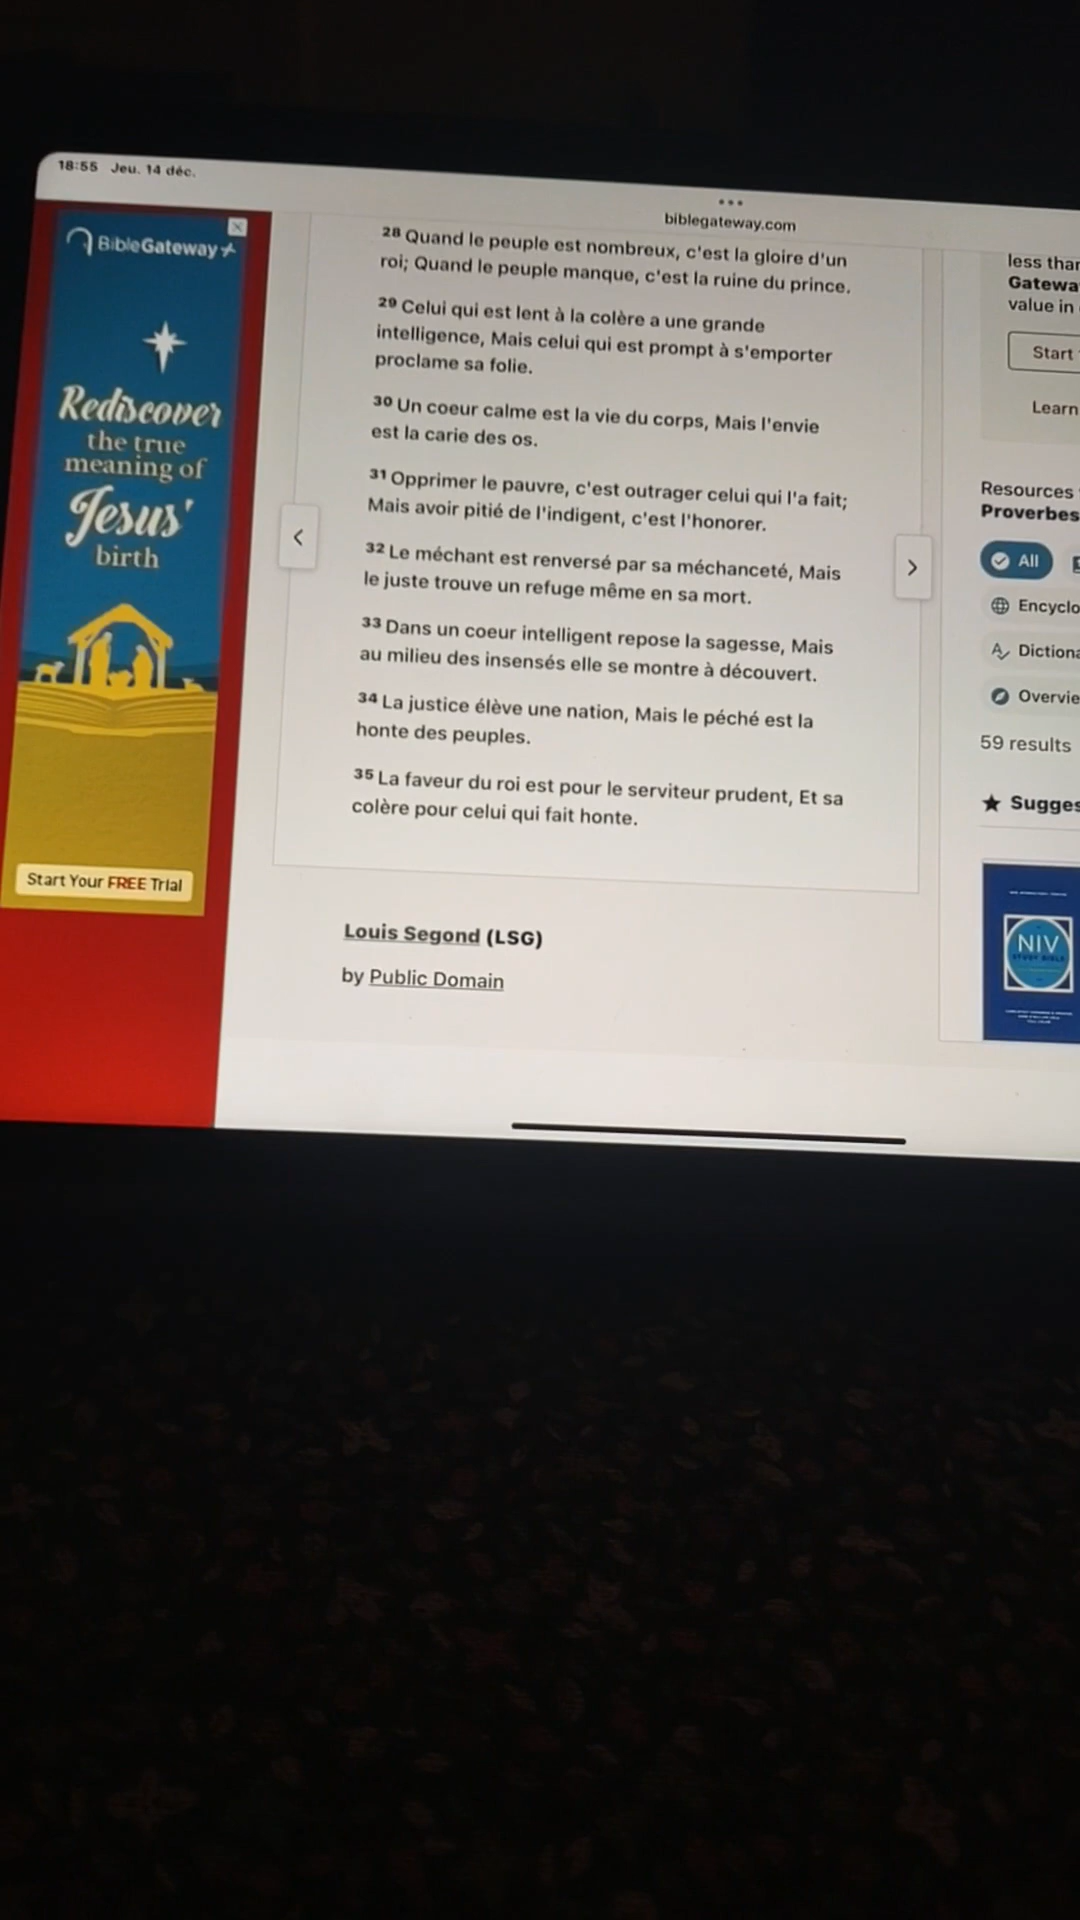 18:55 Jeu. 14 déc.
biblegateway.com
BibleGateway+
Rediscover
the true
meaning of
Jesus'
birth
Start Your FREE Trial
28 Quand le peuple est nombreux, c'est la gloire d'un
roi; Quand le peuple manque, c'est la ruine du prince.
29 Celui qui est lent à la colère a une grande
intelligence, Mais celui qui est prompt à s'emporter
proclame sa folie.
30 Un coeur calme est la vie du corps, Mais l'envie
est la carie des os.
31 Opprimer le pauvre, c'est outrager celui qui l'a fait;
Mais avoir pitié de l'indigent, c'est l'honorer.
32 Le méchant est renversé par sa méchanceté, Mais
le juste trouve un refuge même en sa mort.
33 Dans un coeur intelligent repose la sagesse, Mais
au milieu des insensés elle se montre à découvert.
34 La justice élève une nation, Mais le péché est la
honte des peuples.
35 La faveur du roi est pour le serviteur prudent, Et sa
colère pour celui qui fait honte.
Louis Segond (LSG)
by Public Domain
less than
Gatewa
value in
Start
Learn
Resources
Proverbes
All
Encyclo
Dictiona
Overvie
59 results
Sugges
NIV
STUDY BIBLE